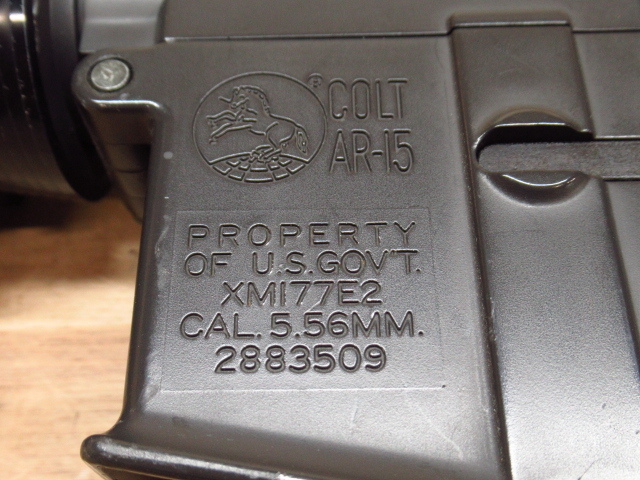 ® COLT
AR-15
PROPERTY
OF U.S.GOV'T.
XM177E2
CAL. 5.56MM.
2883509